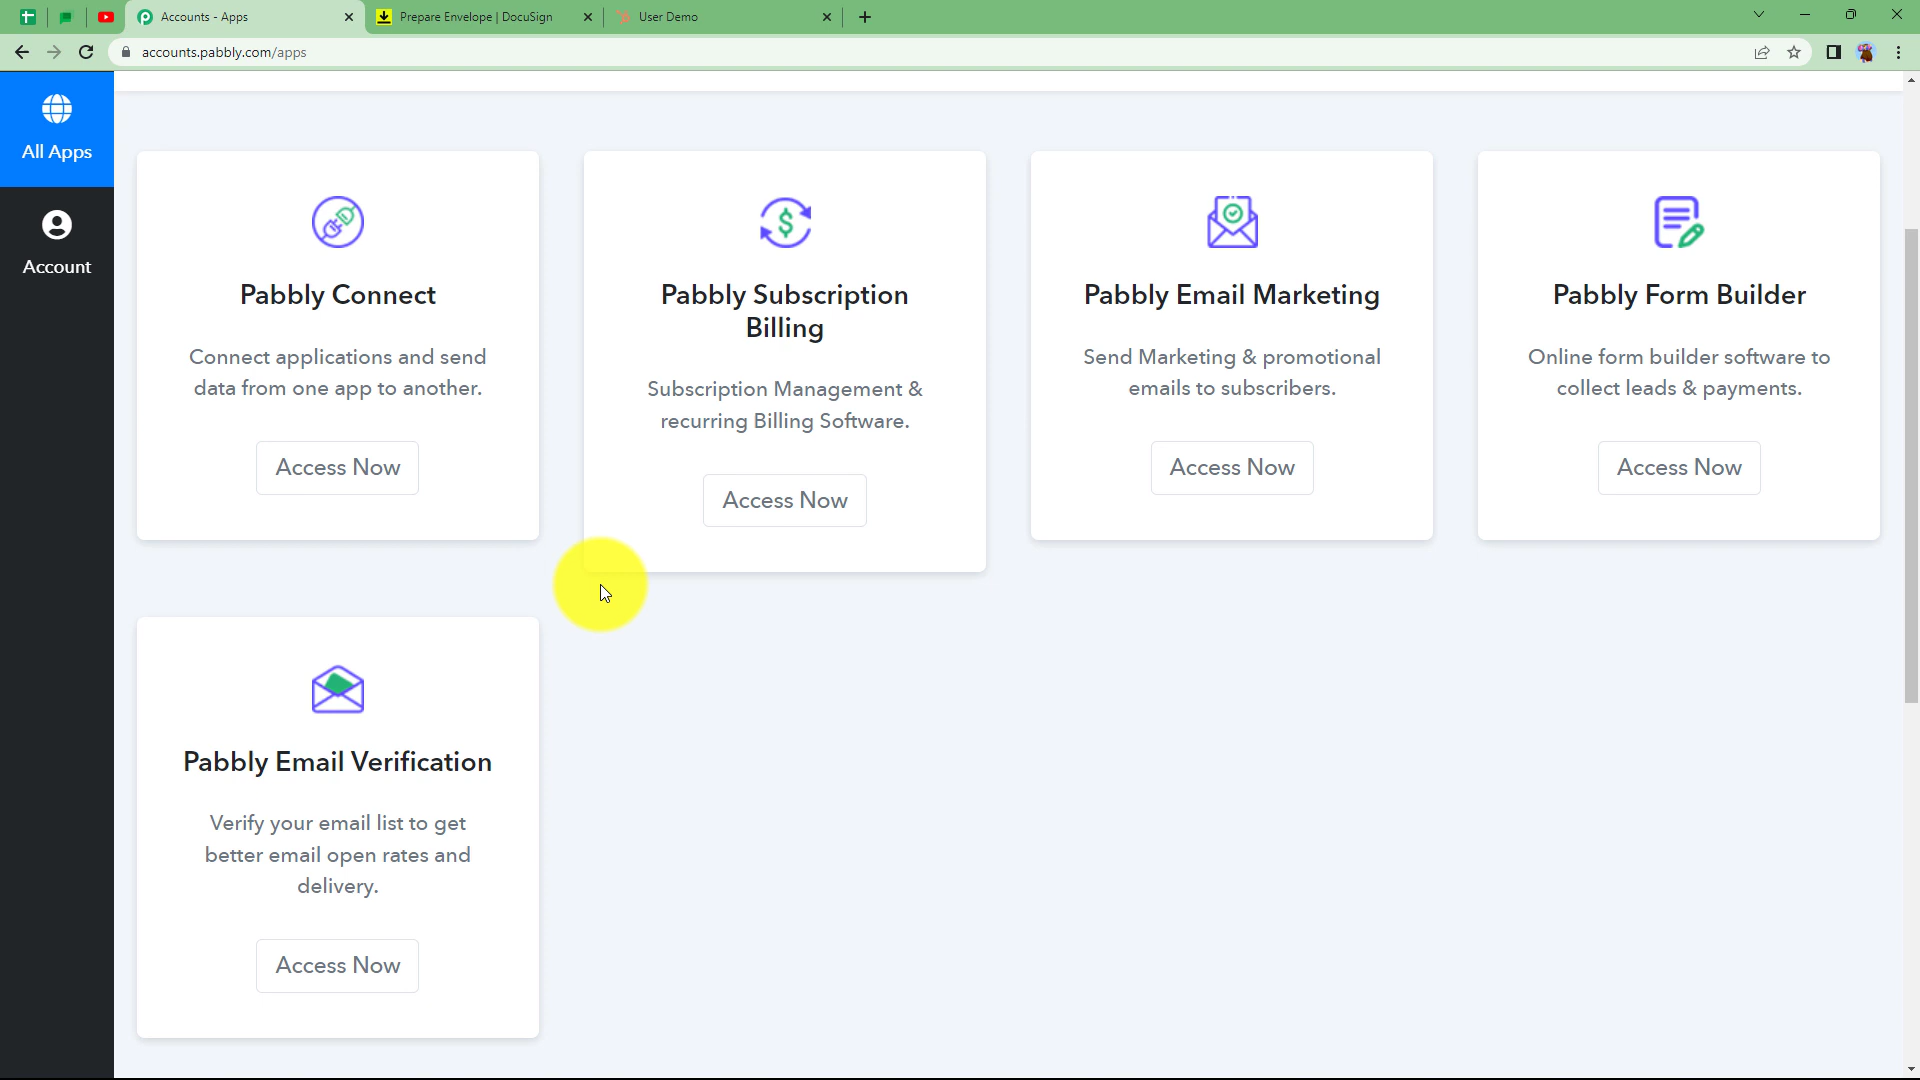 Accounts - Apps
Prepare Envelope | DocuSign
User Demo
accounts.pabbly.com/apps
All Apps
Account
Pabbly Connect
Connect applications and send
data from one app to another.
Access Now
Pabbly Subscription
Billing
Subscription Management &
recurring Billing Software.
Access Now
Pabbly Email Marketing
Send Marketing & promotional
emails to subscribers.
Access Now
Pabbly Form Builder
Online form builder software to
collect leads & payments.
Access Now
Pabbly Email Verification
Verify your email list to get
better email open rates and
delivery.
Access Now